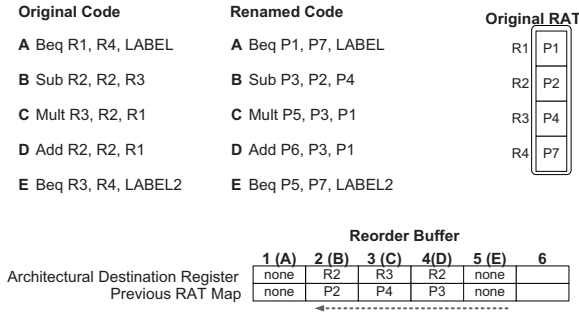 Original Code Renamed Code Original RAT
A Beq R1, R4, LABEL A Beq P1, P7, LABEL R1 P1
B Sub R2, R2, R3 B Sub P3, P2, P4 R2 P2
C Mult R3, R2, R1 C Mult P5, P3, P1 R3 P4
D Add R2, R2, R1 D Add P6, P3, P1 R4 P7
E Beq R3, R4, LABEL2 E Beq P5, P7, LABEL2
Reorder Buffer
1 (A) 2 (B) 3 (C) 4(D) 5 (E) 6
Architectural Destination Register none R2 R3 R2 none
Previous RAT Map none P2 P4 P3 none